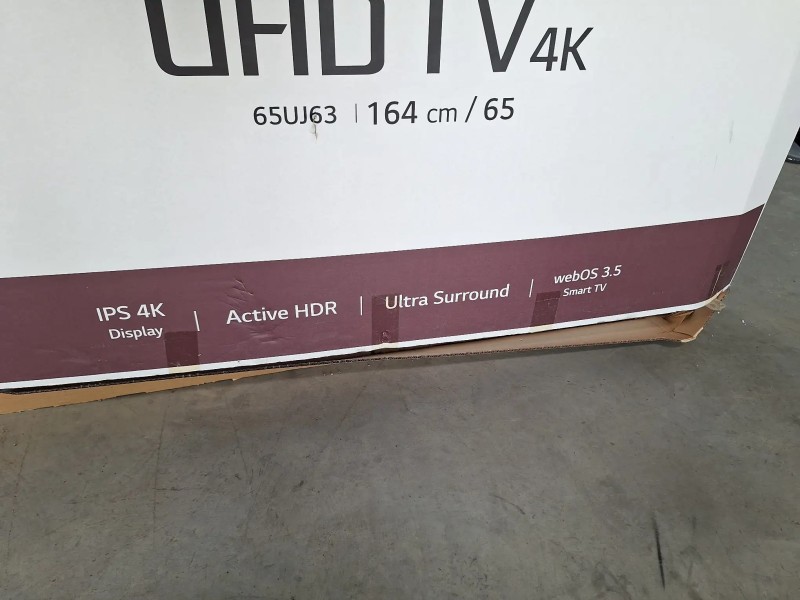 UHD TV 4K
65UJ63 | 164 cm / 65
IPS 4K Display | Active HDR | Ultra Surround | webOS 3.5 Smart TV